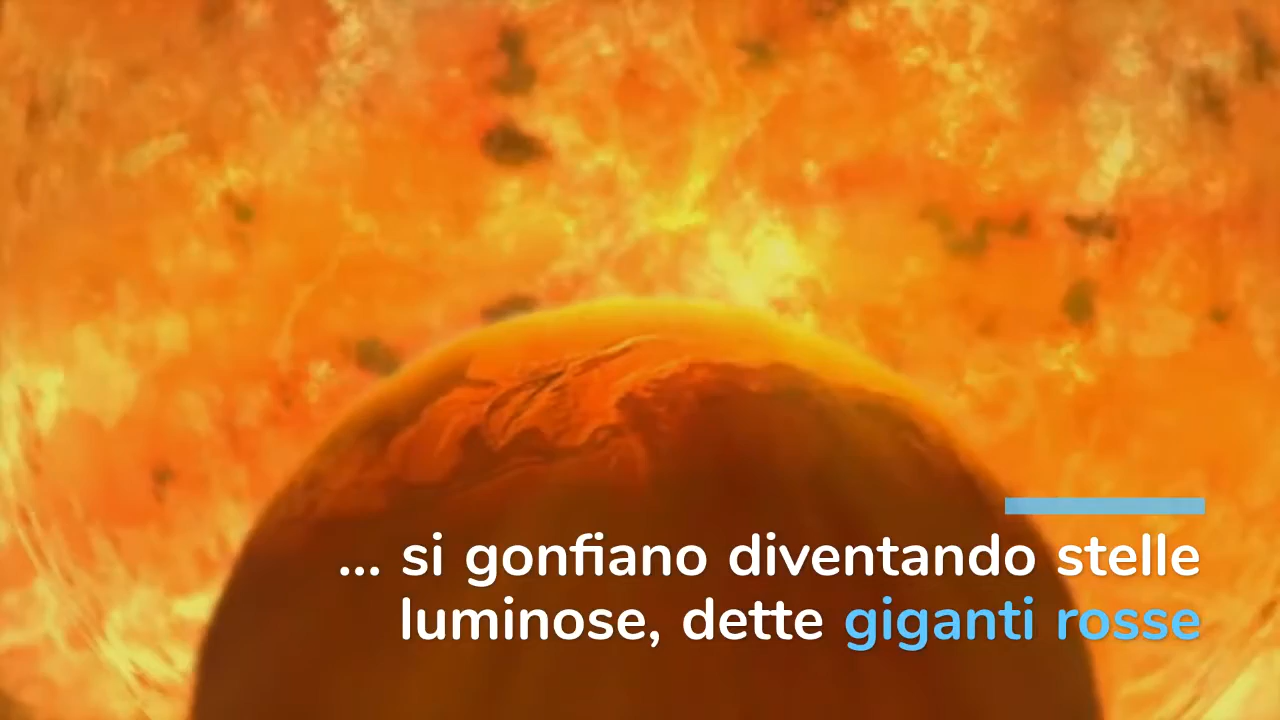 ... si gonfiano diventando stelle
luminose, dette giganti rosse